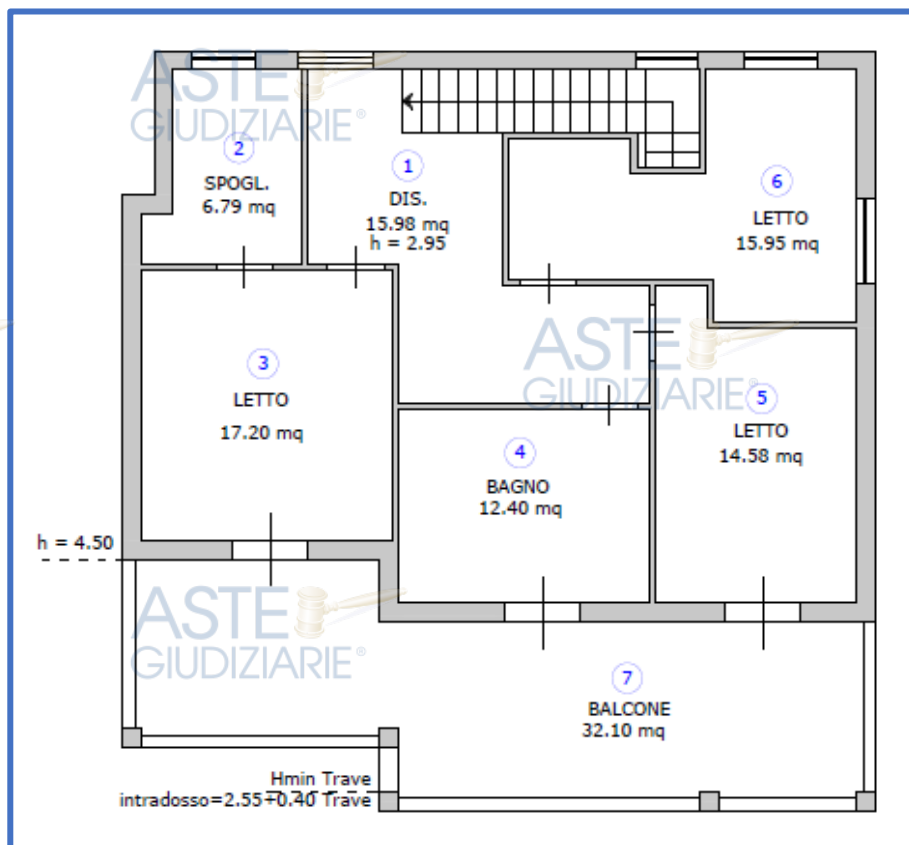 ASTE
GIUDIZIARIE®
2
SPOGL.
6.79 mq
1
DIS.
15.98 mq
h = 2.95
6
LETTO
15.95 mq
ASTE
GIUDIZIARIE®
3
LETTO
17.20 mq
4
BAGNO
12.40 mq
5
LETTO
14.58 mq
h = 4.50
ASTE
GIUDIZIARIE®
7
BALCONE
32.10 mq
Hmin Trave
intradosso=2.55+0.40 Trave